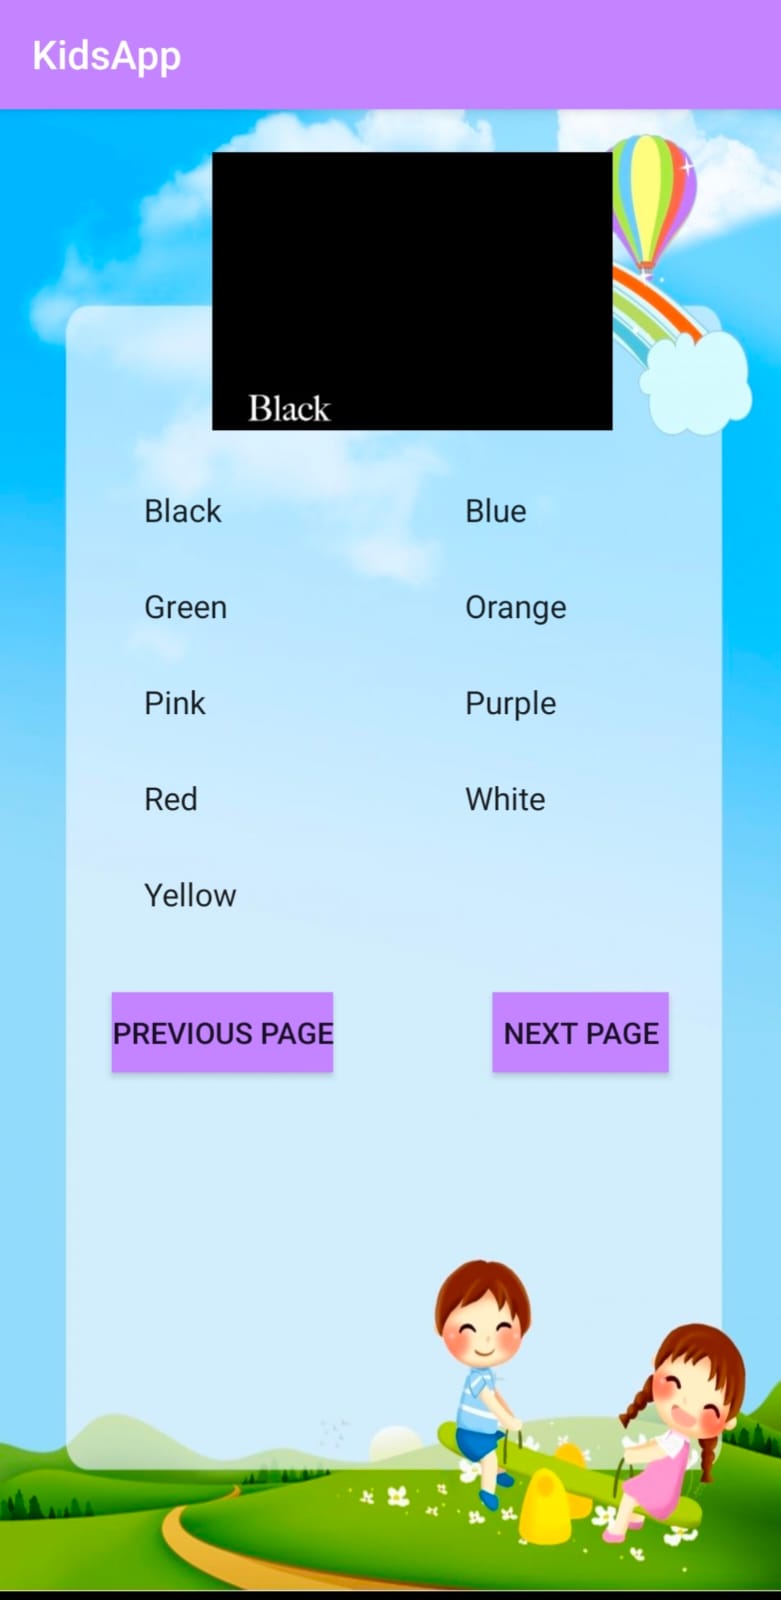 KidsApp
Black
Black Blue
Green Orange
Pink Purple
Red White
Yellow
PREVIOUS PAGE NEXT PAGE